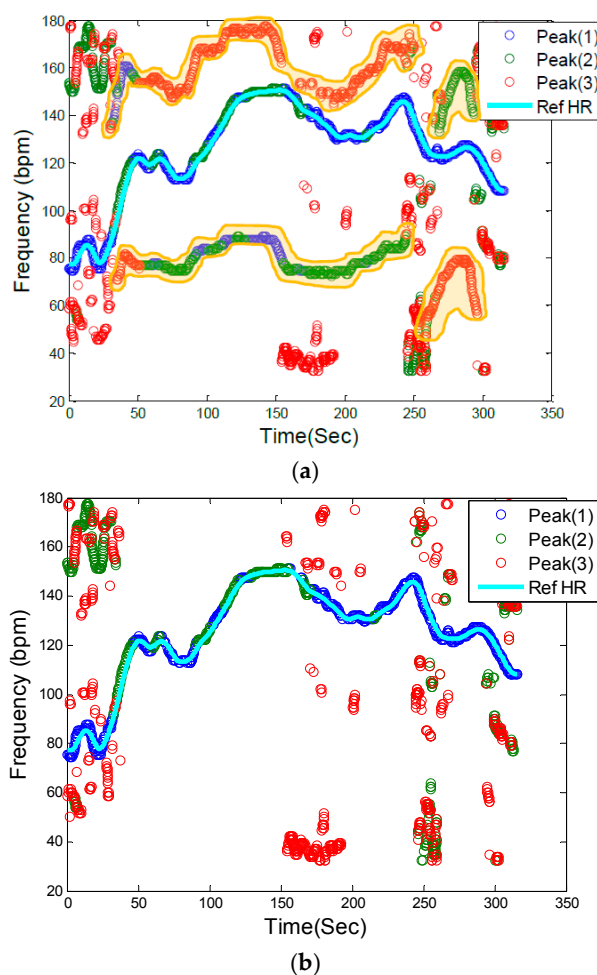 180
160
140
120
100
80
60
40
20
Frequency (bpm)
0 50 100 150 200 250 300 350
Time(Sec)
Peak(1)
Peak(2)
Peak(3)
Ref HR
(a)
180
160
140
120
100
80
60
40
20
Frequency (bpm)
0 50 100 150 200 250 300 350
Time(Sec)
Peak(1)
Peak(2)
Peak(3)
Ref HR
(b)